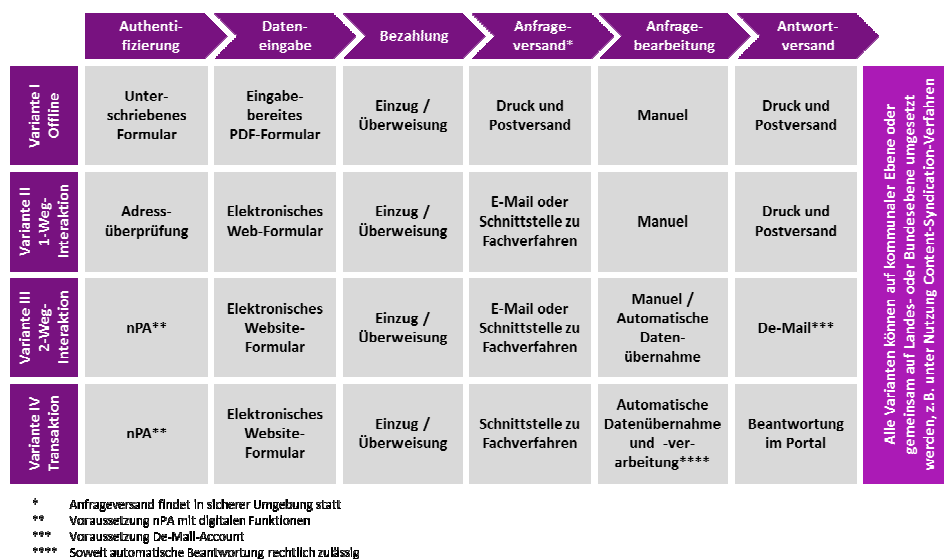 Authenti-
fizierung
Daten-
eingabe
Bezahlung
Anfrage-
versand*
Anfrage-
bearbeitung
Antwort-
versand
Variante I
Offline
Unter-
schriebenes
Formular
Eingabe-
bereites
PDF-Formular
Einzug /
Überweisung
Druck und
Postversand
Manuel
Druck und
Postversand
Variante II
1-Weg-
Interaktion
Adress-
überprüfung
Elektronisches
Web-Formular
Einzug /
Überweisung
E-Mail oder
Schnittstelle zu
Fachverfahren
Manuel
Druck und
Postversand
Variante III
2-Weg-
Interaktion
nPA**
Elektronisches
Website-
Formular
Einzug /
Überweisung
E-Mail oder
Schnittstelle zu
Fachverfahren
Manuel /
Automatische
Daten-
übernahme
De-Mail***
Variante IV
Transaktion
nPA**
Elektronisches
Website-
Formular
Einzug /
Überweisung
Schnittstelle zu
Fachverfahren
Automatische
Datenübernahme
und -ver-
arbeitung****
Beantwortung
im Portal
Alle Varianten können auf kommunaler Ebene oder
gemeinsam auf Landes- oder Bundesebene umgesetzt
werden, z.B. unter Nutzung Content-Syndication-Verfahren
* Anfrageversand findet in sicherer Umgebung statt
** Voraussetzung nPA mit digitalen Funktionen
*** Voraussetzung De-Mail-Account
**** Soweit automatische Beantwortung rechtlich zulässig